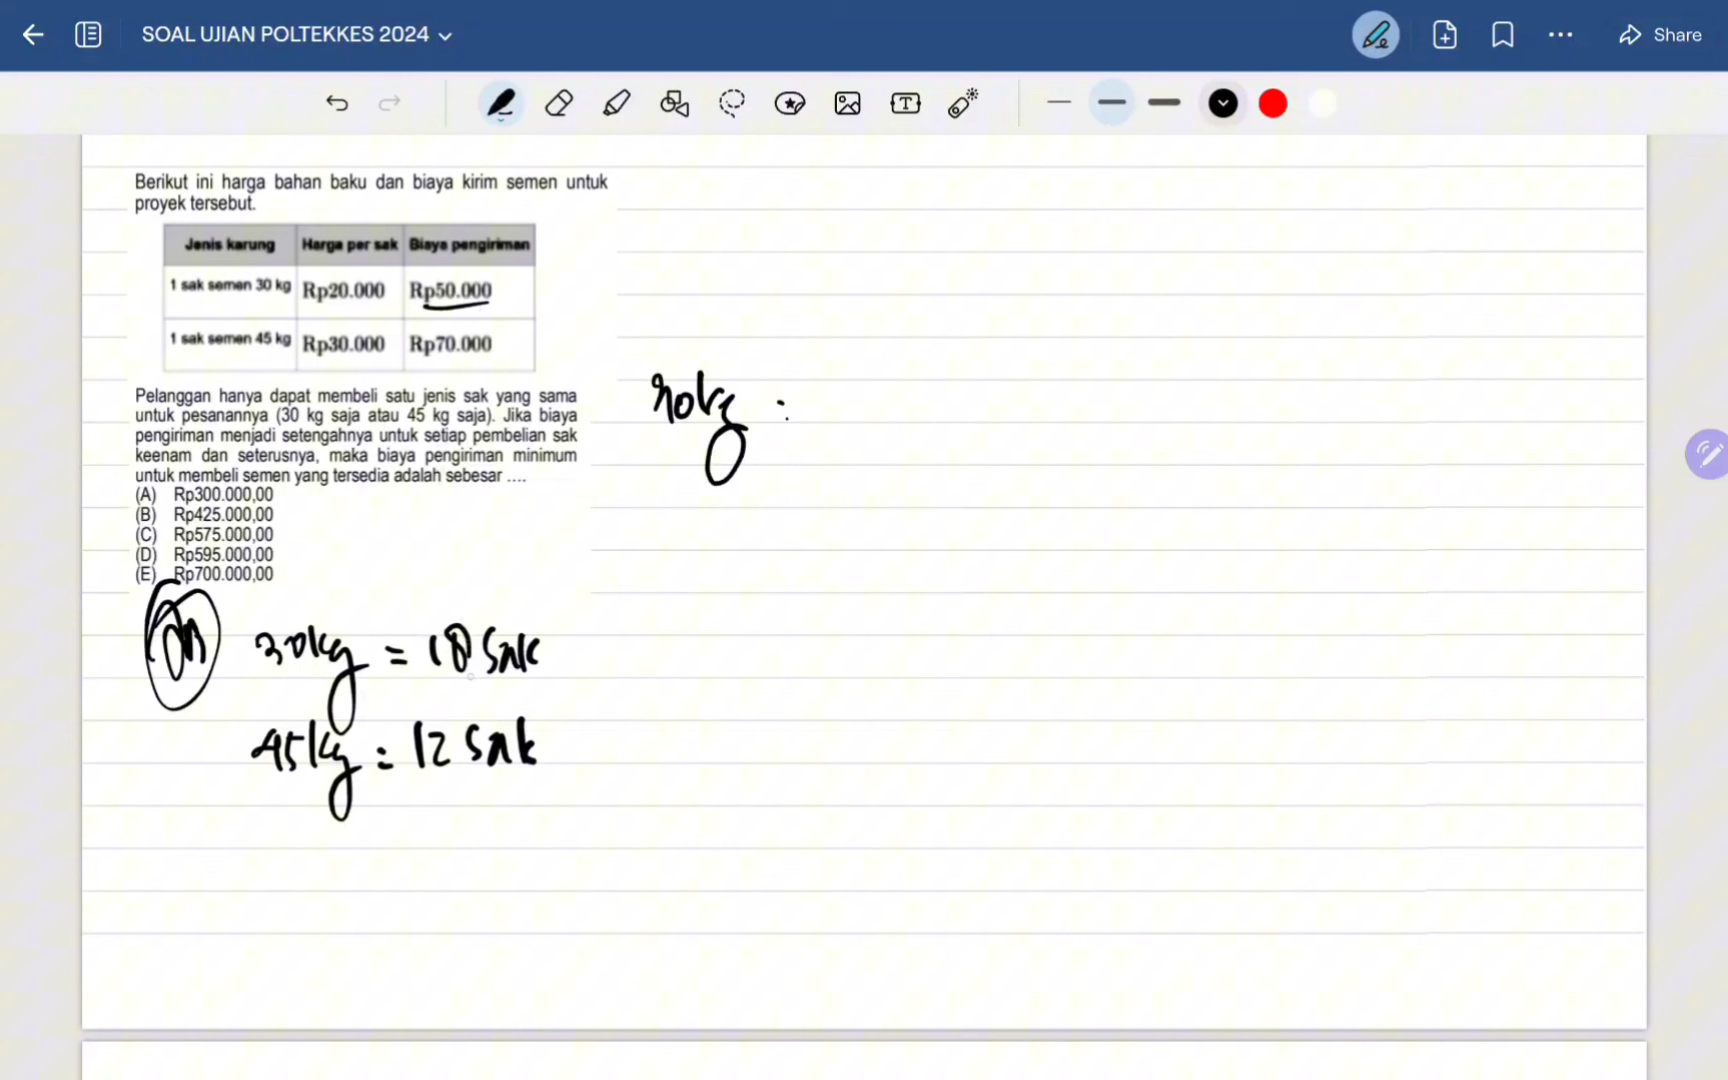 SOAL UJIAN POLTEKKES 2024
Share
Berikut ini harga bahan baku dan biaya kirim semen untuk
proyek tersebut.
Jenis karung Harga per sak Biaya pengiriman
1 sak semen 30 kg Rp20.000 Rp50.000
1 sak semen 45 kg Rp30.000 Rp70.000
Pelanggan hanya dapat membeli satu jenis sak yang sama
untuk pesanannya (30 kg saja atau 45 kg saja). Jika biaya
pengiriman menjadi setengahnya untuk setiap pembelian sak
keenam dan seterusnya, maka biaya pengiriman minimum
untuk membeli semen yang tersedia adalah sebesar ....
(A) Rp300.000,00
(B) Rp425.000,00
(C) Rp575.000,00
(D) Rp595.000,00
(E) Rp700.000,00
30kg = 18 sak
45kg = 12 sak
30kg :